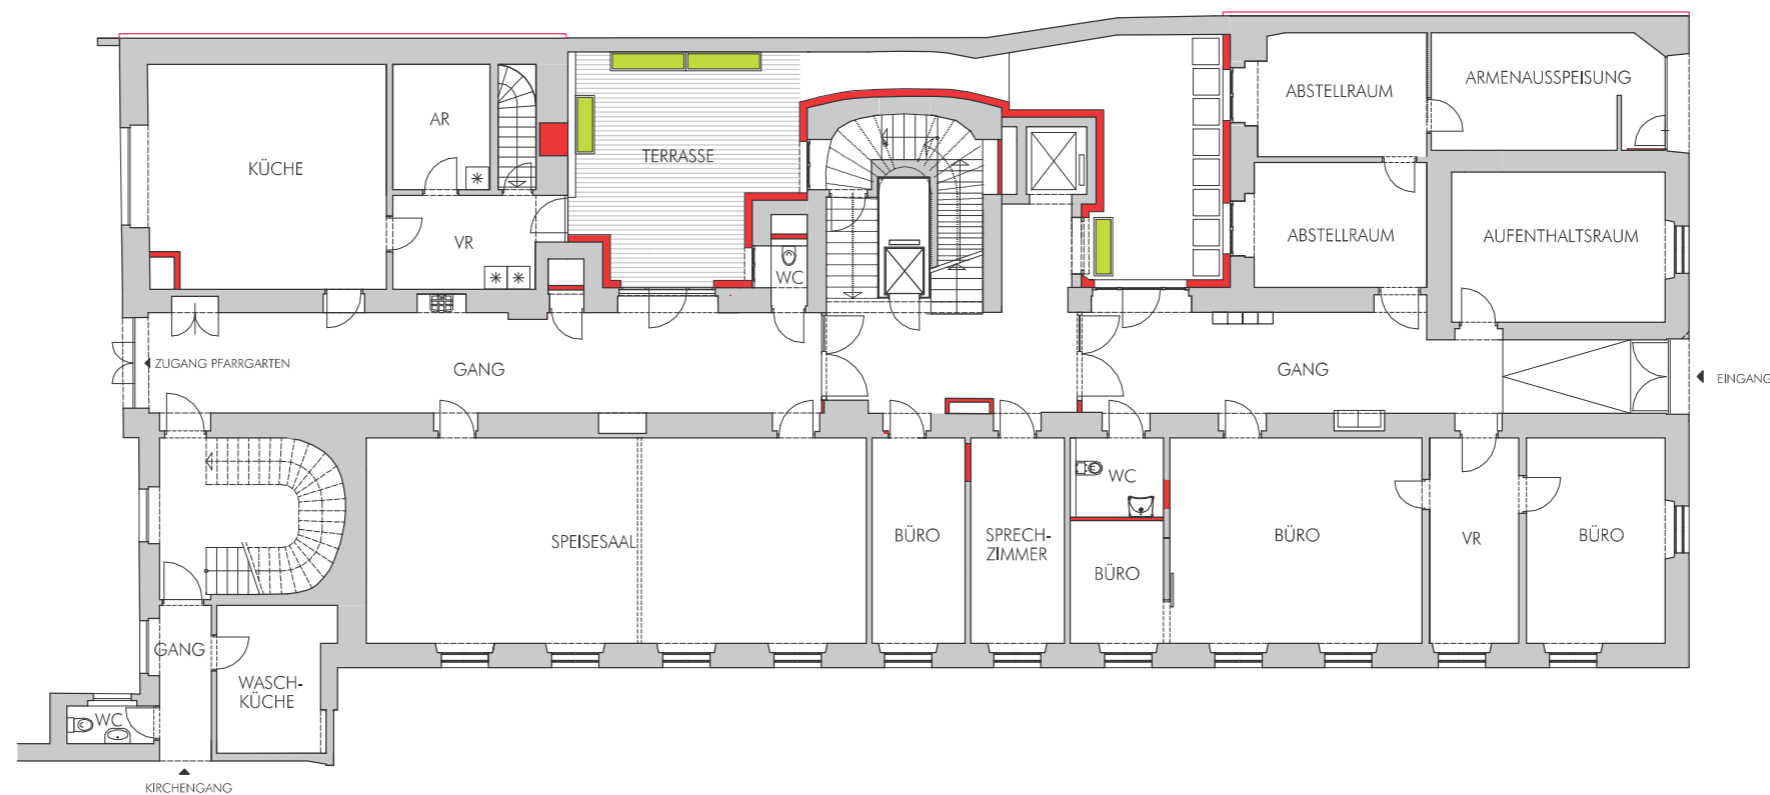 ABSTELLRAUM
ARMENAUSSPEISUNG
AR
KÜCHE
TERRASSE
VR
ABSTELLRAUM
AUFENTHALTSRAUM
WC
ZUGANG PFARRGARTEN
GANG
GANG
EINGANG
WC
SPEISESAAL
BÜRO
SPRECH-
ZIMMER
BÜRO
BÜRO
VR
BÜRO
GANG
WASCH-
KÜCHE
WC
KIRCHENGANG